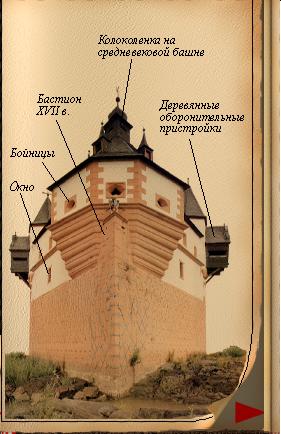 Колоколенка на
средневековой башне
Бастион
XVII в.
Деревянные
оборонительные
пристройки
Бойницы
Окно